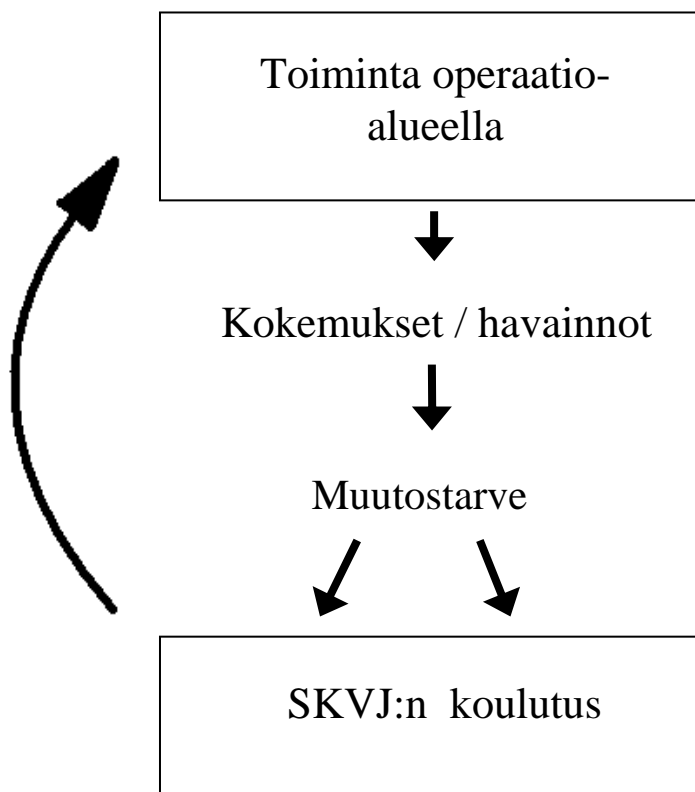 Toiminta operaatio-
alueella
Kokemukset / havainnot
Muutostarve
SKVJ:n koulutus